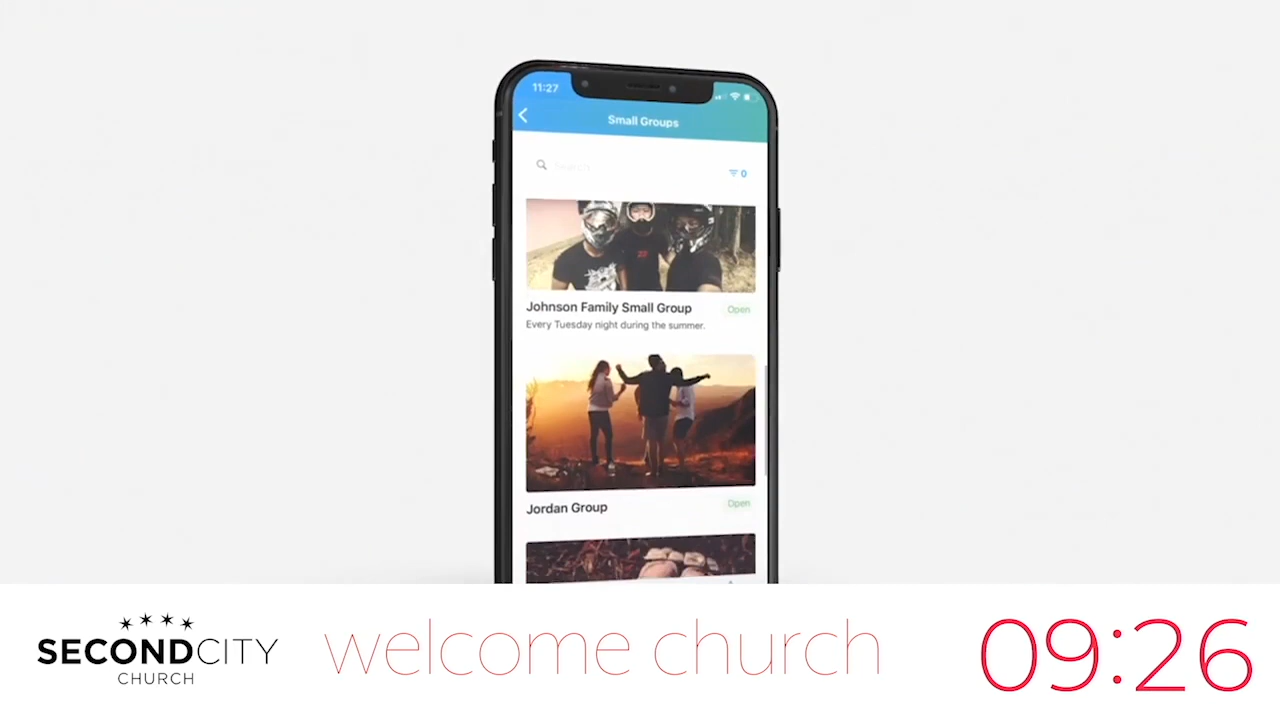 11:27
Small Groups
Search
0
Johnson Family Small Group
Open
Every Tuesday night during the summer.
Jordan Group
Open
SECONDCITY
CHURCH
welcome church
09:26